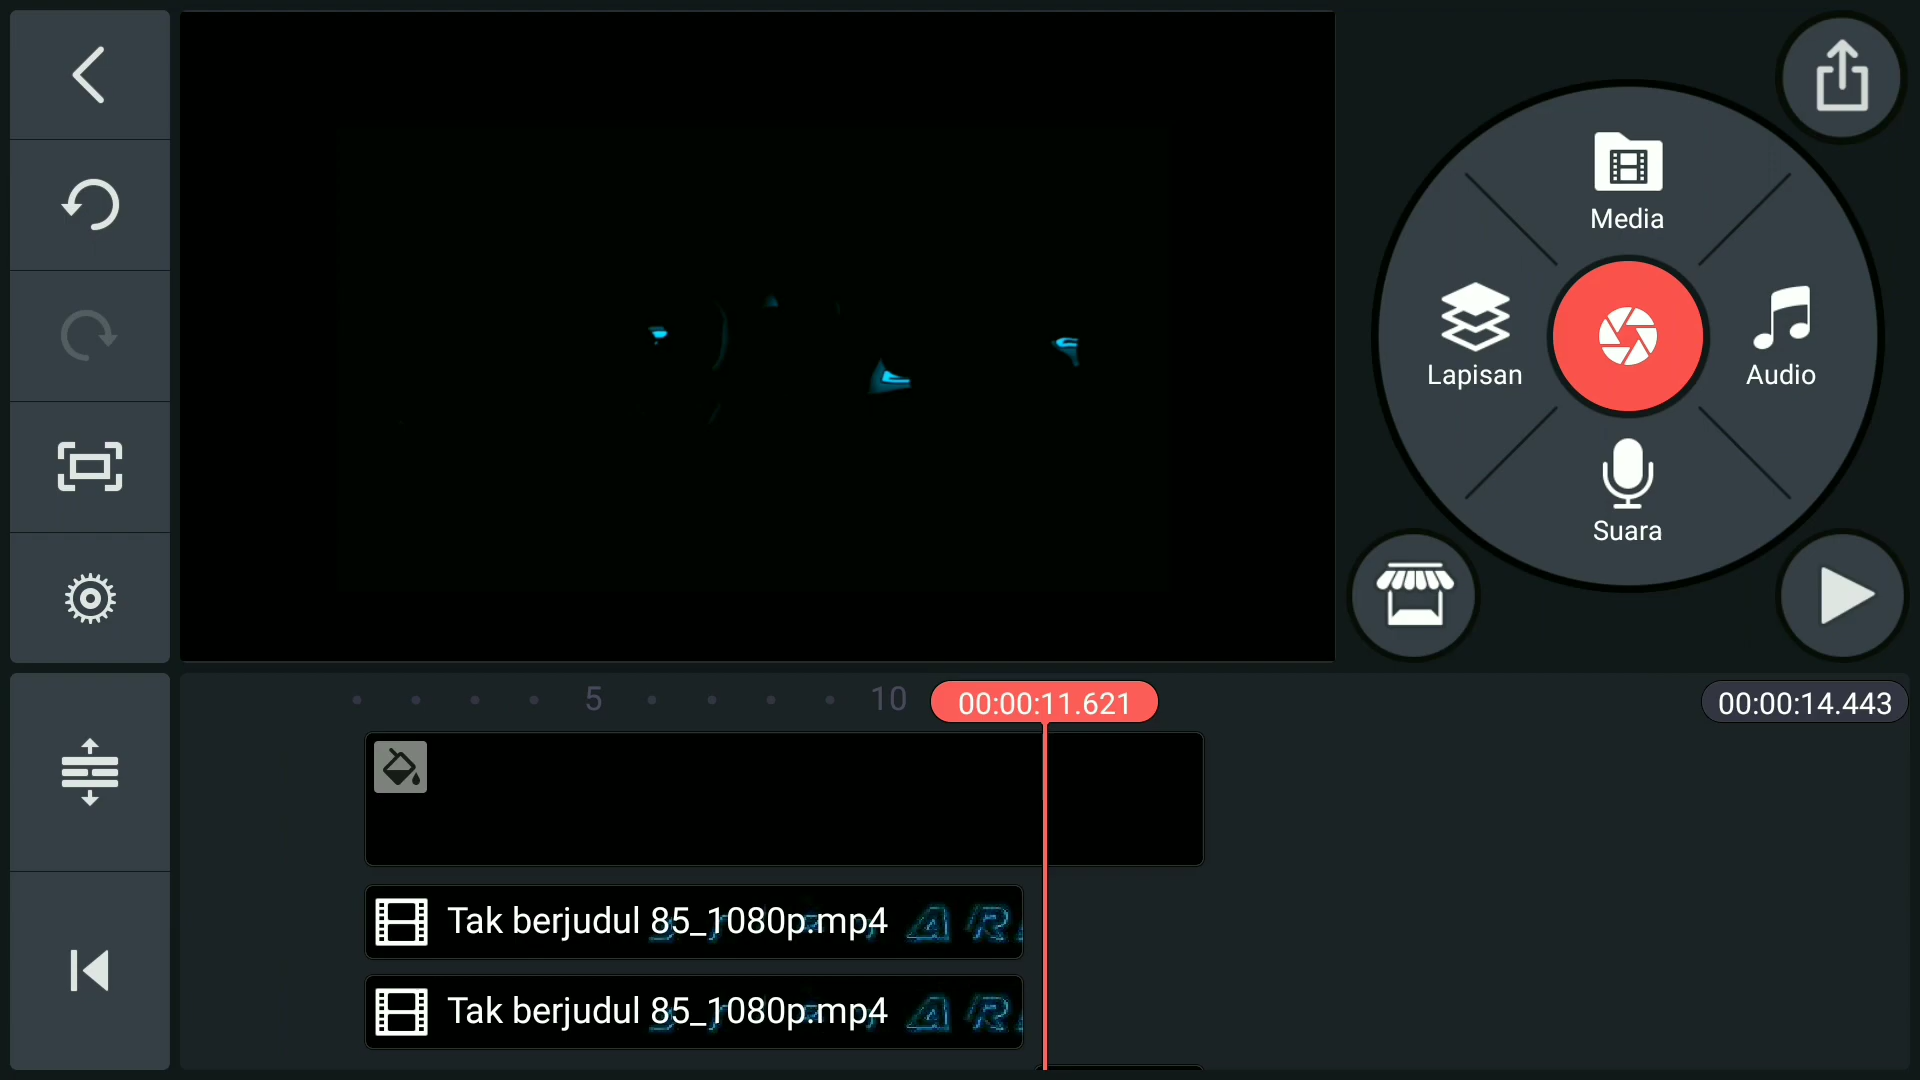 Media
Lapisan
Audio
Suara
5
10
00:00:11.621
00:00:14.443
Tak berjudul 85_1080p.mp4
Tak berjudul 85_1080p.mp4